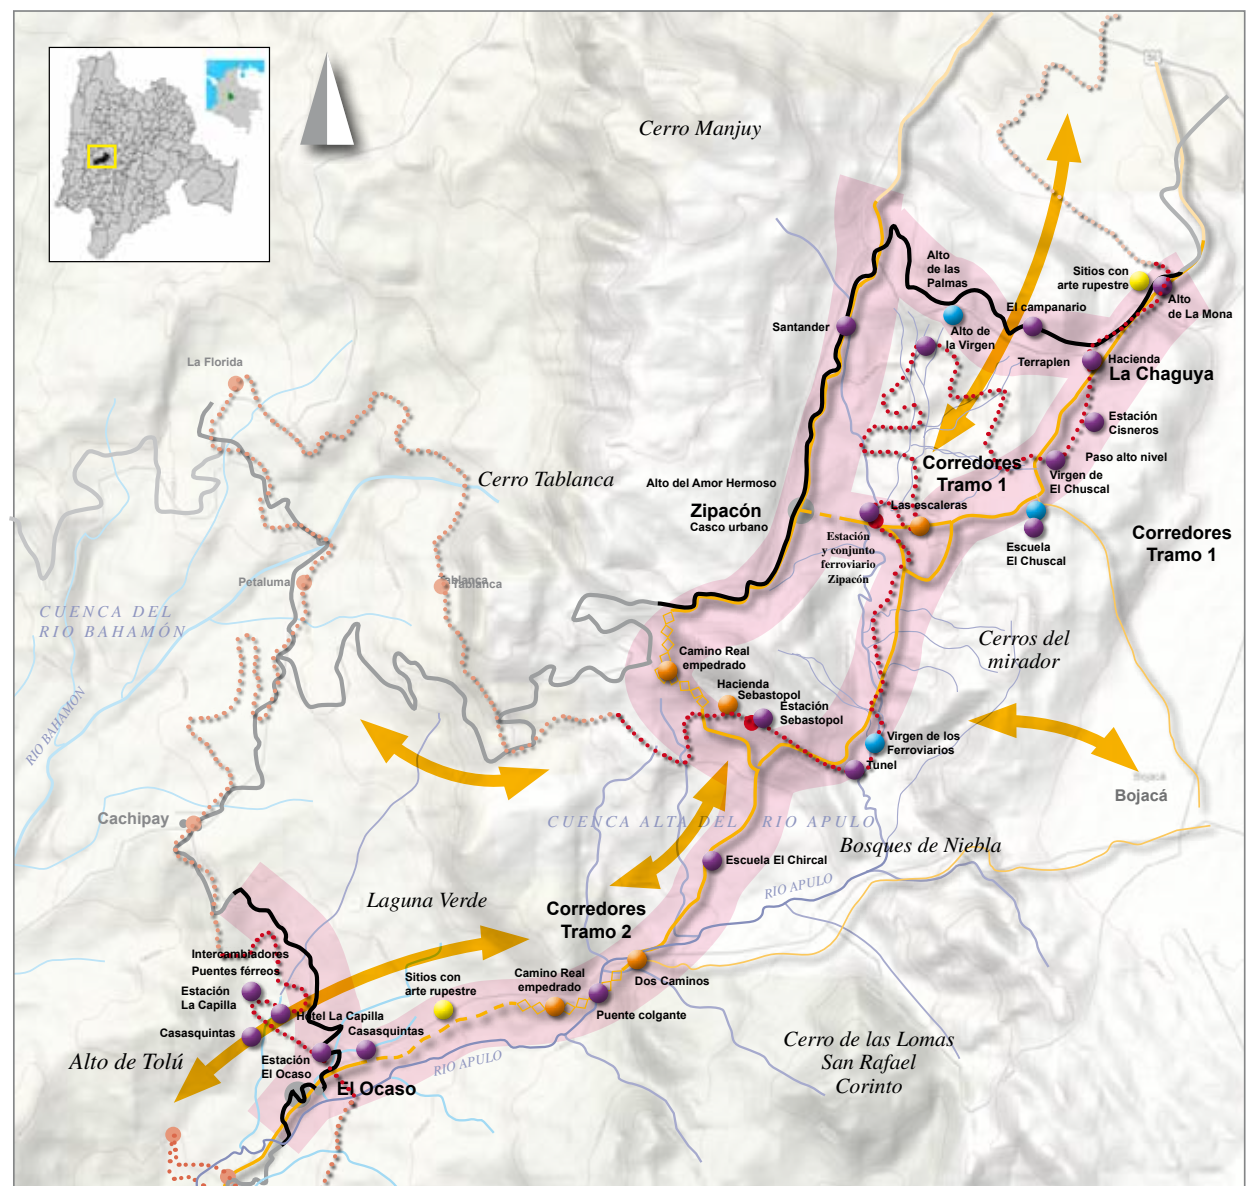 Cerro Manjuy
Alto
de las
Palmas
Sitios con
arte rupestre
El campanario
Alto
de La Mona
Santander
Alto de
la Virgen
Terraplen
Hacienda
La Chaguya
La Florida
Estación
Cisneros
Paso alto nivel
Virgen de
El Chuscal
Corredores
Tramo 1
Cerro Tablanca
Alto del Amor Hermoso
Zipacón
Casco urbano
Las escaleras
Estación
y conjunto
ferroviario
Zipacón
Escuela
El Chuscal
Corredores
Tramo 1
Petaluma
Tablanca
Tablanca
CUENCA DEL
RIO BAHAMÓN
RIO BAHAMON
Cerros del
mirador
Camino Real
empedrado
Hacienda
Sebastopol
Estación
Sebastopol
Virgen de los
Ferroviarios
Tunel
Bojacá
Bojacá
Cachipay
CUENCA ALTA DEL RIO APULO
Bosques de Niebla
Escuela El Chircal
RIO APULO
Laguna Verde
Corredores
Tramo 2
Intercambiadores
Puentes férreos
Estación
La Capilla
Hotel La Capilla
Casasquintas
Sitios con
arte rupestre
Camino Real
empedrado
Dos Caminos
Puente colgante
Casasquintas
Alto de Tolú
Estación
El Ocaso
RIO APULO
El Ocaso
Cerro de las Lomas
San Rafael
Corinto